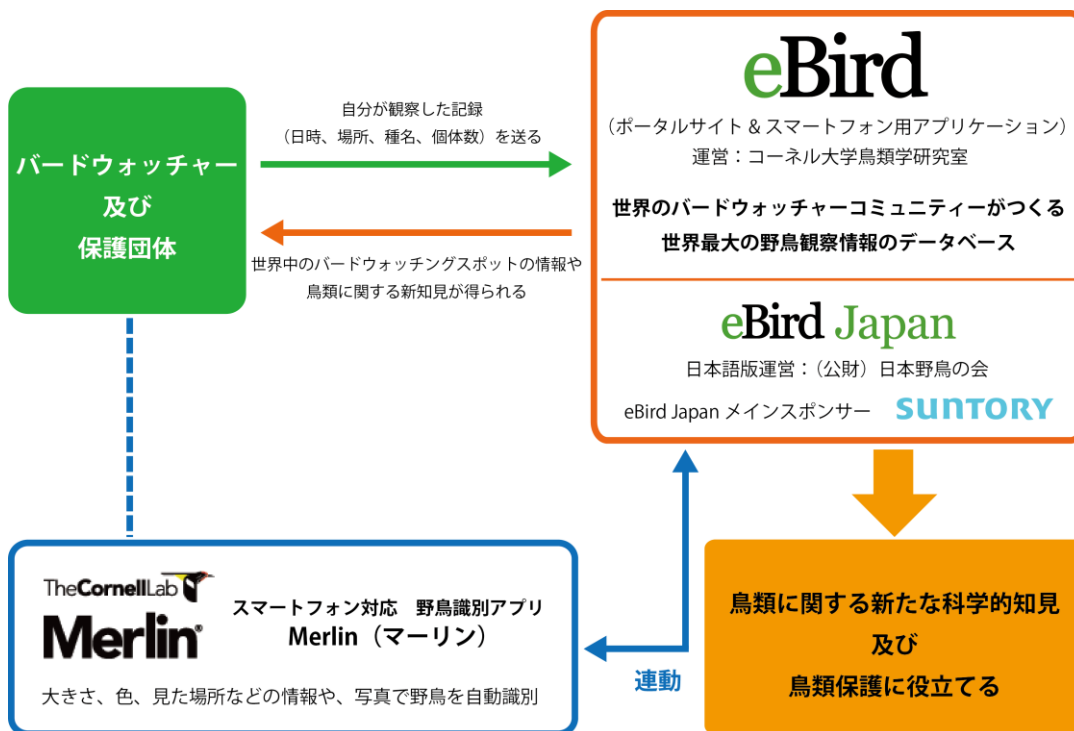 バードウォッチャー
及び
保護団体
自分が観察した記録
（日時、場所、種名、個体数）を送る
世界中のバードウォッチングスポットの情報や
鳥類に関する新知見が得られる
eBird
（ポータルサイト & スマートフォン用アプリケーション）
運営：コーネル大学鳥類学研究室
世界のバードウォッチャーコミュニティーがつくる
世界最大の野鳥観察情報のデータベース
eBird Japan
日本語版運営：（公財）日本野鳥の会
eBird Japan メインスポンサー SUNTORY
TheCornellLab
Merlin®
スマートフォン対応　野鳥識別アプリ
Merlin（マーリン）
大きさ、色、見た場所などの情報や、写真で野鳥を自動識別
連動
鳥類に関する新たな科学的知見
及び
鳥類保護に役立てる